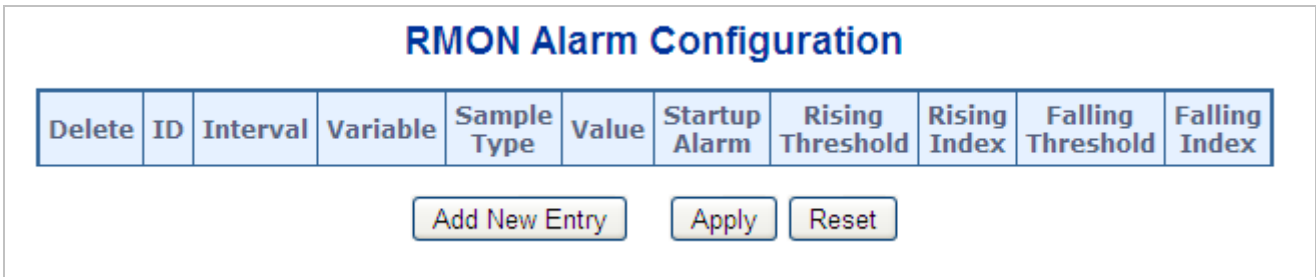 RMON Alarm Configuration
Delete ID Interval Variable Sample Type Value Startup Alarm Rising Threshold Rising Index Falling Threshold Falling Index
Add New Entry Apply Reset